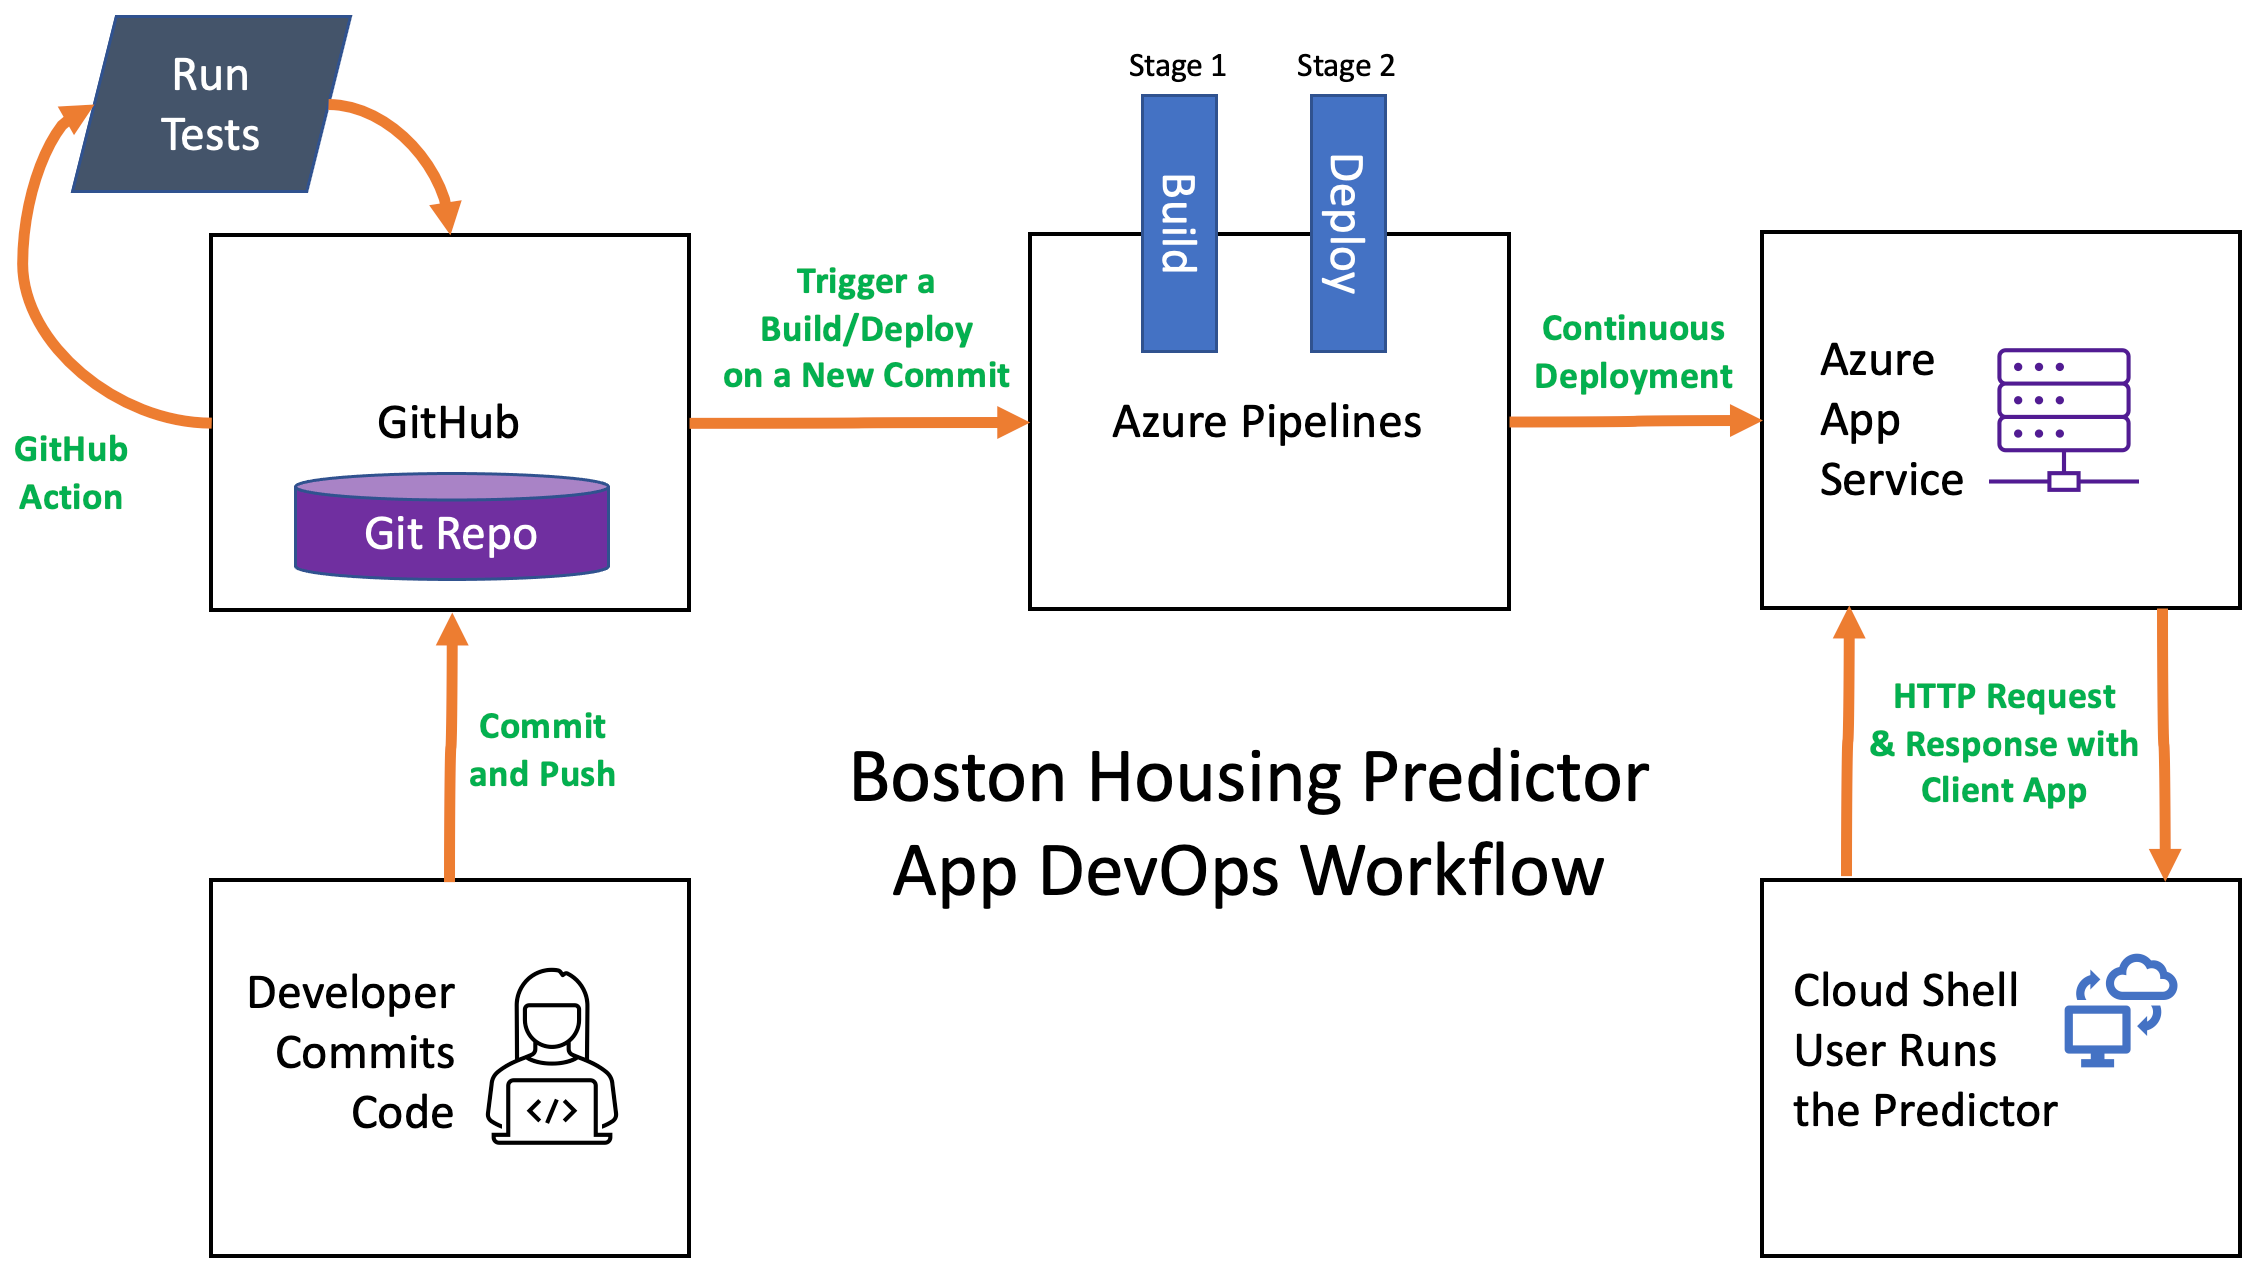 Run
Tests
Stage 1
Stage 2
Build
Deploy
GitHub
Action
GitHub
Git Repo
Trigger a
Build/Deploy
on a New Commit
Azure Pipelines
Continuous
Deployment
Azure
App
Service
Commit
and Push
HTTP Request
& Response with
Client App
Boston Housing Predictor
App DevOps Workflow
Developer
Commits
Code
</>
Cloud Shell
User Runs
the Predictor